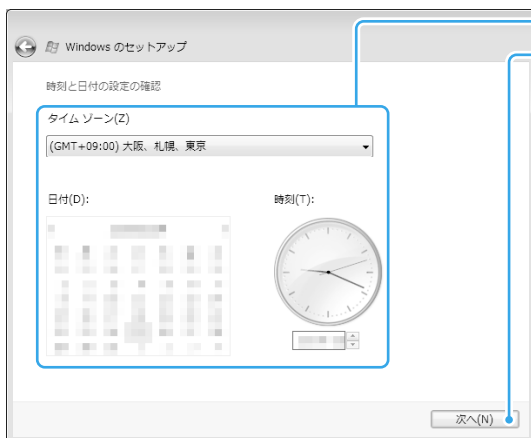 Windows のセットアップ
時刻と日付の設定の確認
タイム ゾーン(Z)
(GMT+09:00) 大阪、札幌、東京
日付(D):
時刻(T):
次へ(N)